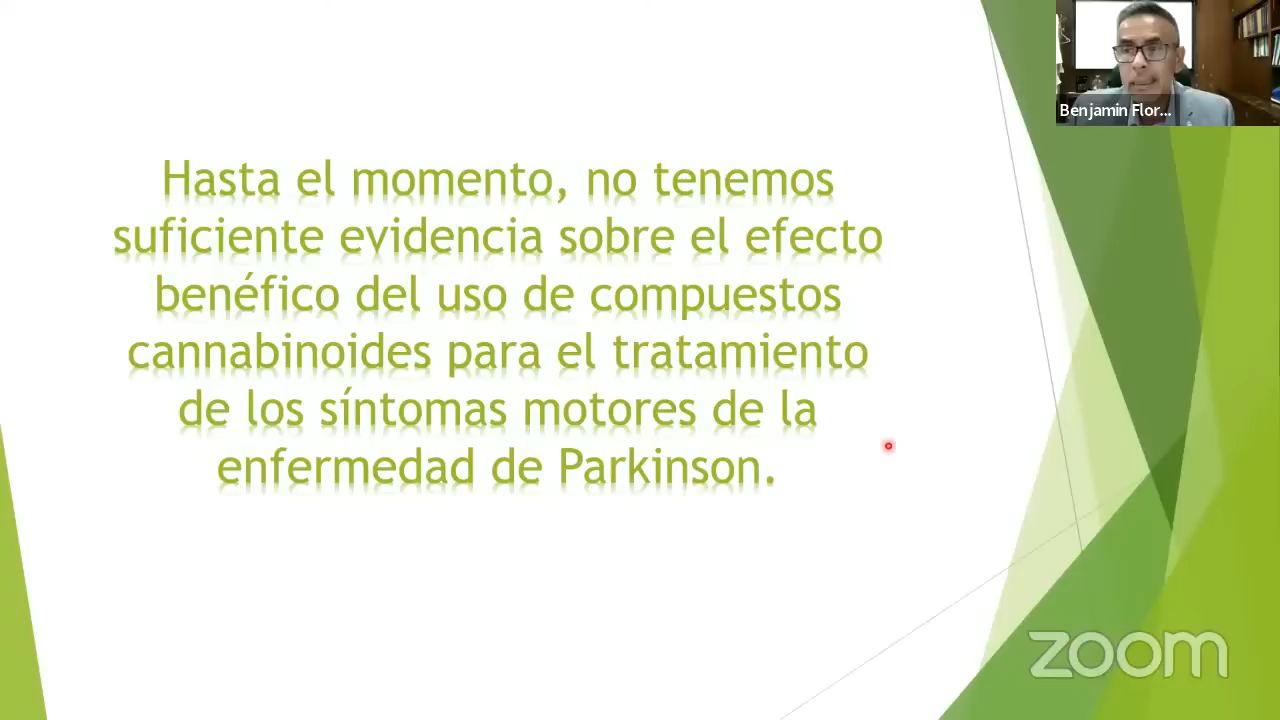 Benjamin Flor...
Hasta el momento, no tenemos
suficiente evidencia sobre el efecto
benéfico del uso de compuestos
cannabinoides para el tratamiento
de los síntomas motores de la
enfermedad de Parkinson.
zoom